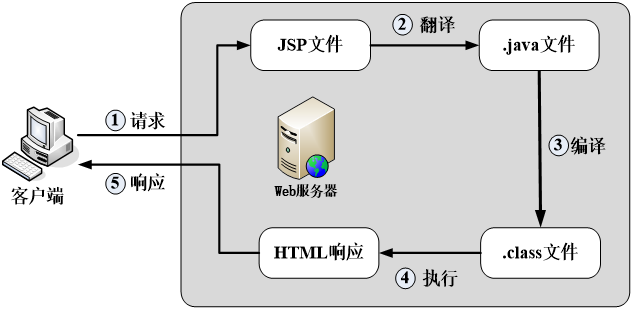 JSP文件
② 翻译
.java文件
① 请求
③编译
Web服务器
客户端
⑤ 响应
HTML响应
④ 执行
.class文件